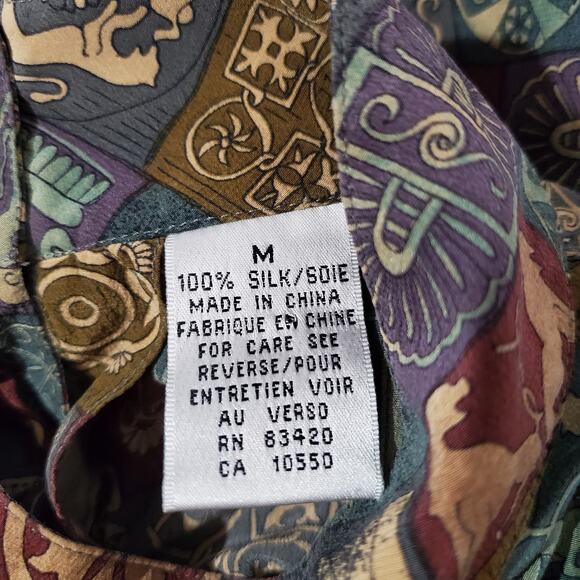 M
100% SILK/SOIE
MADE IN CHINA
FABRIQUE EN CHINE
FOR CARE SEE
REVERSE/POUR
ENTRETIEN VOIR
AU VERSO
RN 83420
CA 10550